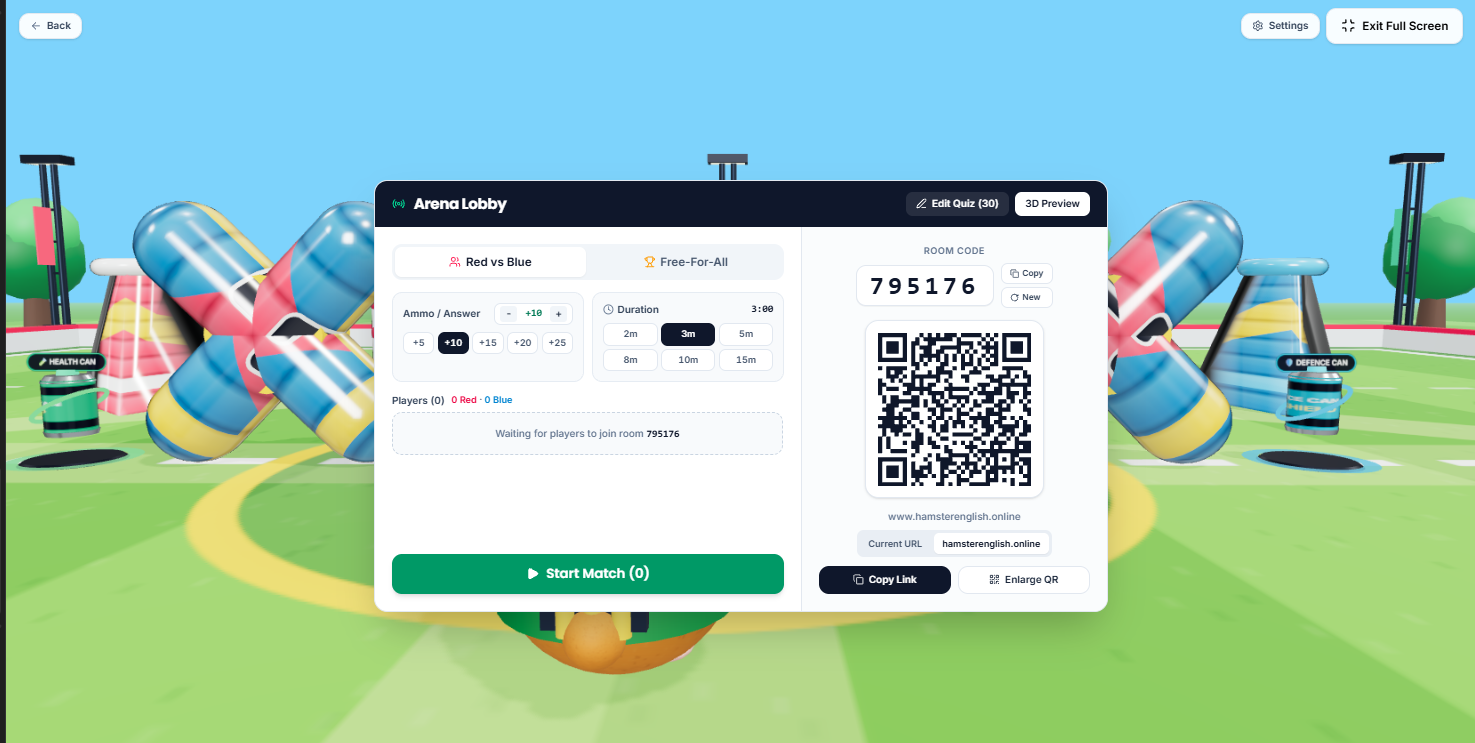 Back
Settings
Exit Full Screen
Arena Lobby
Edit Quiz (30)
3D Preview
Red vs Blue
Free-For-All
Ammo / Answer
- +10 +
+5 +10 +15 +20 +25
Duration 3:00
2m 3m 5m
8m 10m 15m
Players (0) 0 Red · 0 Blue
Waiting for players to join room 795176
Start Match (0)
ROOM CODE
795176
Copy
New
www.hamsterenglish.online
Current URL hamsterenglish.online
Copy Link
Enlarge QR
HEALTH CAN
DEFENCE CAN